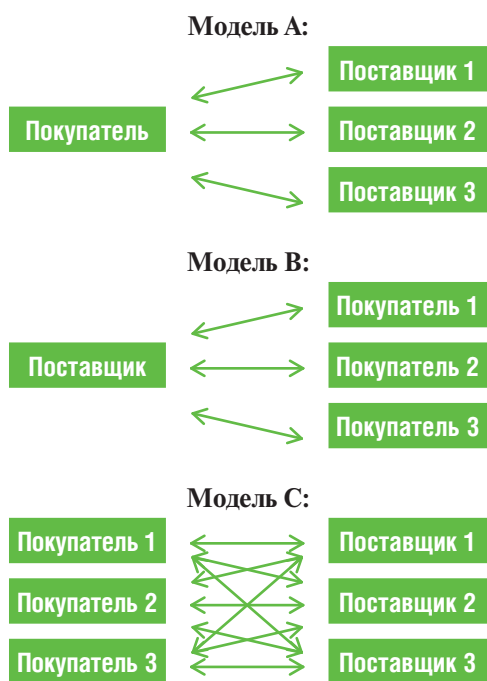 Модель А:
Поставщик 1
Покупатель
Поставщик 2
Поставщик 3
Модель В:
Покупатель 1
Поставщик
Покупатель 2
Покупатель 3
Модель С:
Покупатель 1
Поставщик 1
Покупатель 2
Поставщик 2
Покупатель 3
Поставщик 3